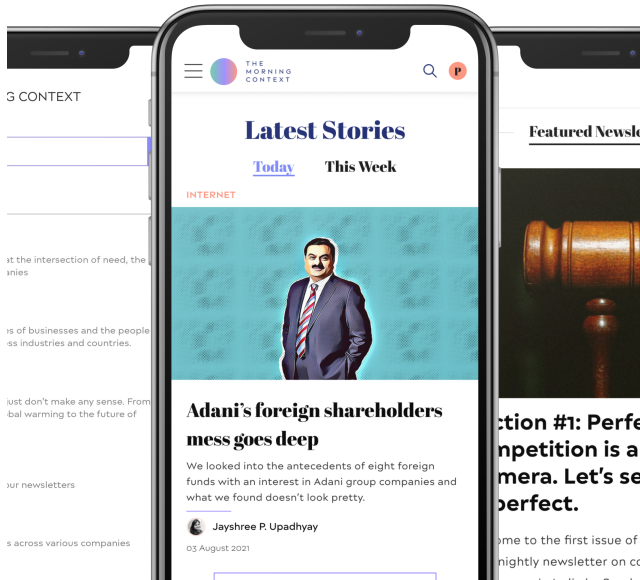 G CONTEXT
at the intersection of need, the
anies
es of businesses and the people
ss industries and countries.
just don't make any sense. From
bal warming to the future of
our newsletters
s across various companies
THE
MORNING
CONTEXT
P
Latest Stories
Today This Week
INTERNET
Adani's foreign shareholders
mess goes deep
We looked into the antecedents of eight foreign
funds with an interest in Adani group companies and
what we found doesn't look pretty.
Jayshree P. Upadhyay
03 August 2021
Featured Newsle
ction #1: Perfe
mpetition is a
mera. Let's se
perfect.
ome to the first issue of
nightly newsletter on co